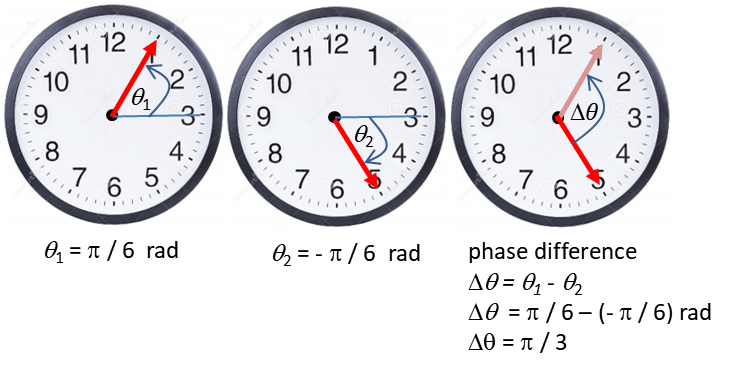 11 12 1
10 2
θ₁
9 3
8 4
7 6 5
θ₁ = π / 6 rad
11 12 1
10 2
9 3
θ₂
8 4
7 6 5
θ₂ = - π / 6 rad
11 12 1
10 2
9 Δθ 3
8 4
7 6 5
phase difference
Δθ = θ₁ - θ₂
Δθ = π / 6 – (- π / 6) rad
Δθ = π / 3